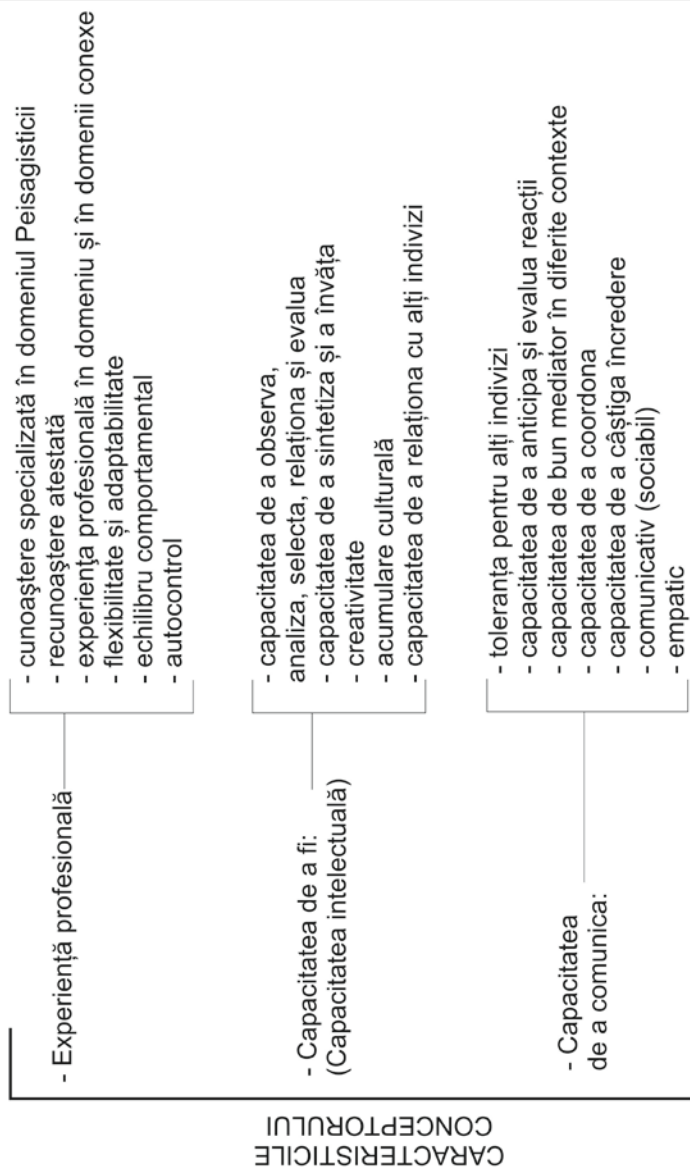 CARACTERISTICILE
CONCEPTORULUI
- Experiență profesională
- cunoaştere specializată în domeniul Peisagisticii
- recunoaştere atestată
- experienţa profesională în domeniu și în domenii conexe
- flexibilitate și adaptabilitate
- echilibru comportamental
- autocontrol
- Capacitatea de a fi:
(Capacitatea intelectuală)
- capacitatea de a observa,
analiza, selecta, relaționa și evalua
- capacitatea de a sintetiza și a învăța
- creativitate
- acumulare culturală
- capacitatea de a relaționa cu alți indivizi
- Capacitatea
de a comunica:
- toleranța pentru alți indivizi
- capacitatea de a anticipa și evalua reacții
- capacitatea de bun mediator în diferite contexte
- capacitatea de a coordona
- capacitatea de a câștiga încredere
- comunicativ (sociabil)
- empatic